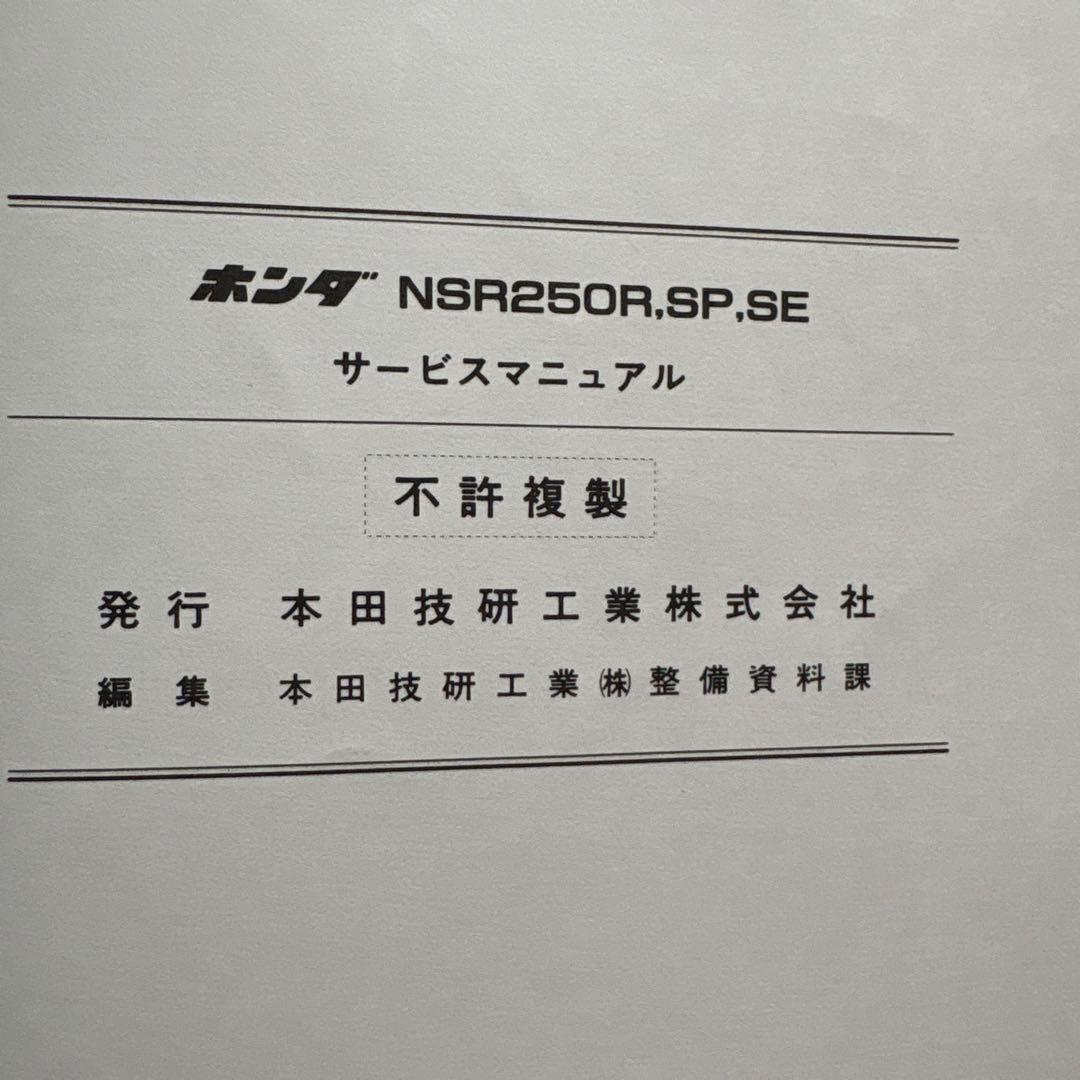 ホンダ NSR250R,SP,SE
サービスマニュアル
不許複製
発行 本田技研工業株式会社
編集 本田技研工業㈱整備資料課